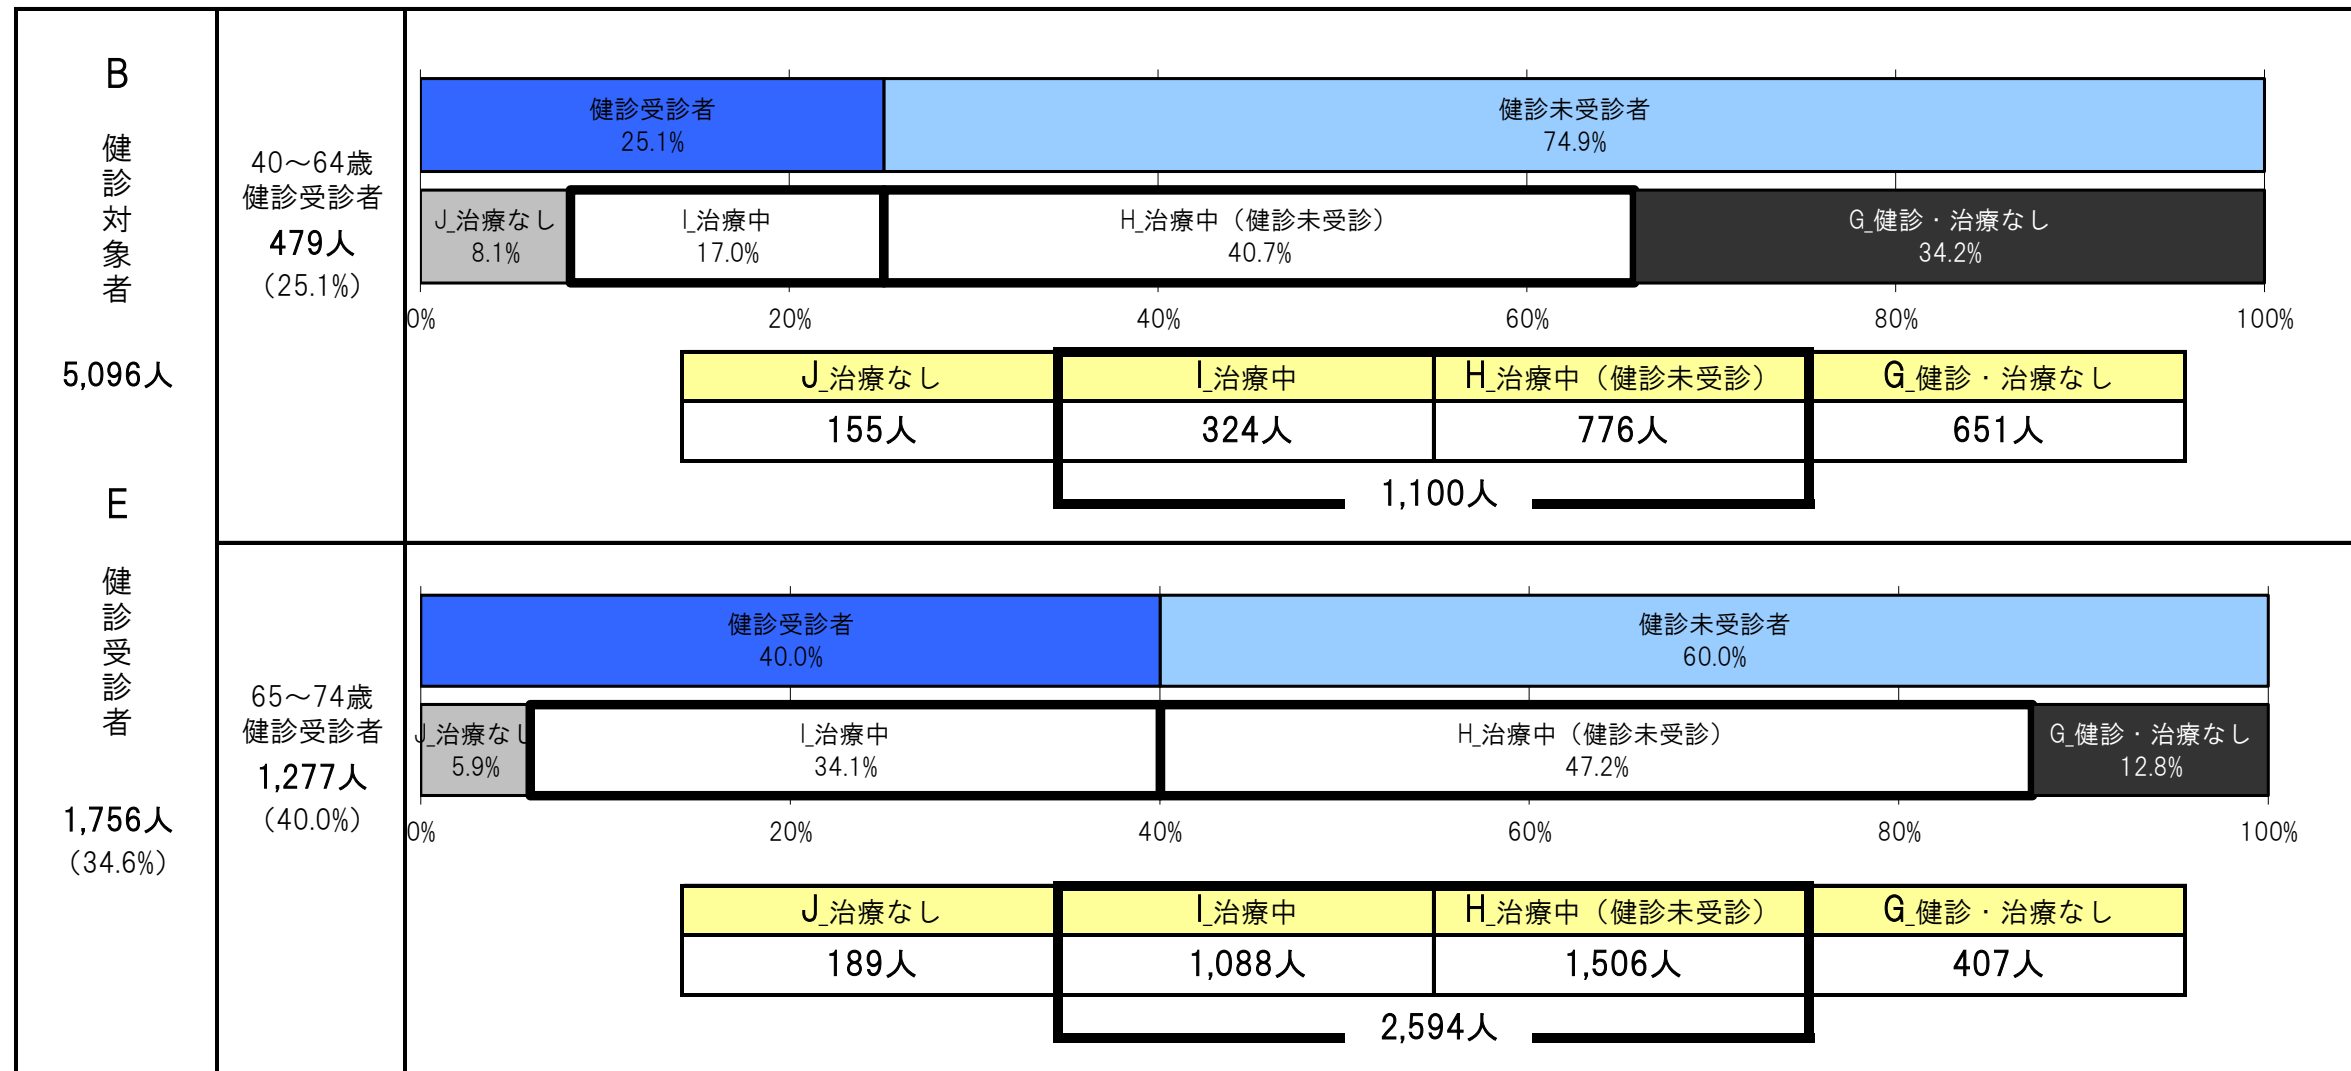 B
健診対象者
5,096人
E
健診受診者
1,756人
（34.6%）
40～64歳
健診受診者
479人
（25.1%）
健診受診者
25.1%
健診未受診者
74.9%
J_治療なし
8.1%
I_治療中
17.0%
H_治療中（健診未受診）
40.7%
G_健診・治療なし
34.2%
0% 20% 40% 60% 80% 100%
J_治療なし I_治療中 H_治療中（健診未受診） G_健診・治療なし
155人 324人 776人 651人
1,100人
65～74歳
健診受診者
1,277人
（40.0%）
健診受診者
40.0%
健診未受診者
60.0%
J_治療なし
5.9%
I_治療中
34.1%
H_治療中（健診未受診）
47.2%
G_健診・治療なし
12.8%
0% 20% 40% 60% 80% 100%
J_治療なし I_治療中 H_治療中（健診未受診） G_健診・治療なし
189人 1,088人 1,506人 407人
2,594人